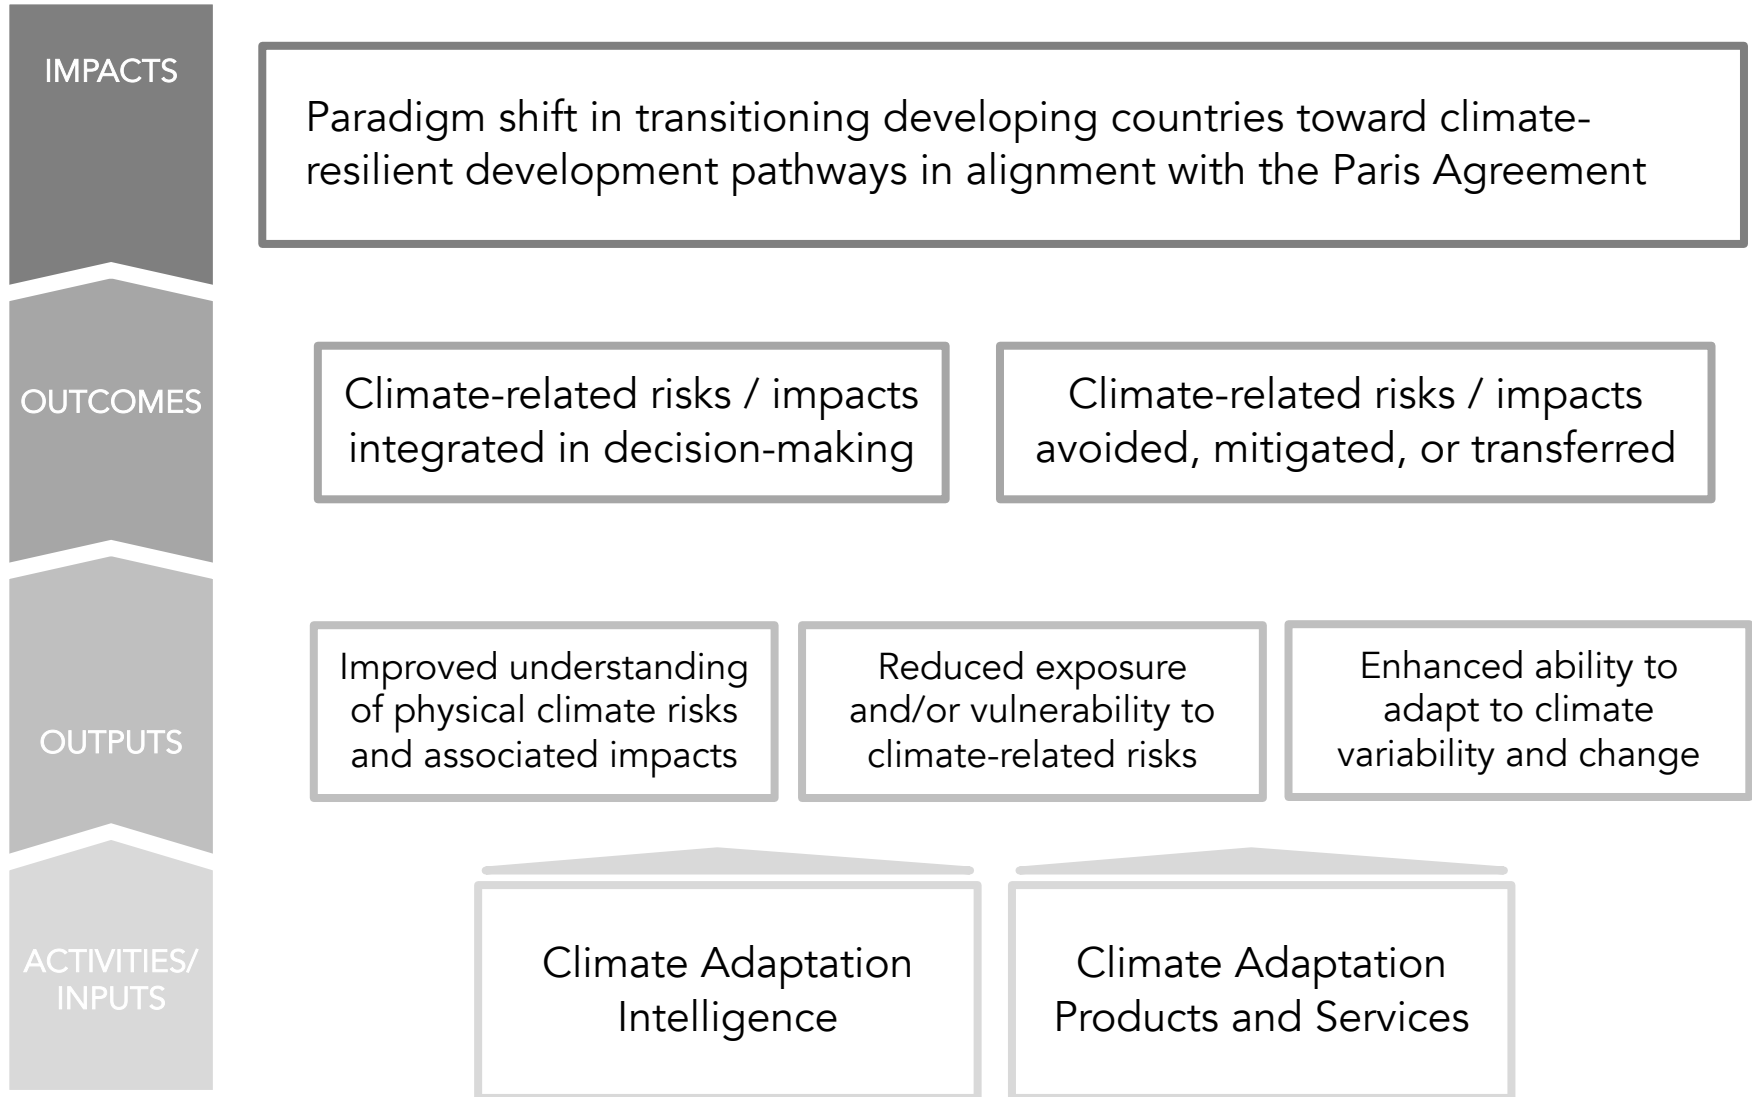 IMPACTS
Paradigm shift in transitioning developing countries toward climate-
resilient development pathways in alignment with the Paris Agreement
OUTCOMES
Climate-related risks / impacts
integrated in decision-making
Climate-related risks / impacts
avoided, mitigated, or transferred
OUTPUTS
Improved understanding
of physical climate risks
and associated impacts
Reduced exposure
and/or vulnerability to
climate-related risks
Enhanced ability to
adapt to climate
variability and change
ACTIVITIES/
INPUTS
Climate Adaptation
Intelligence
Climate Adaptation
Products and Services